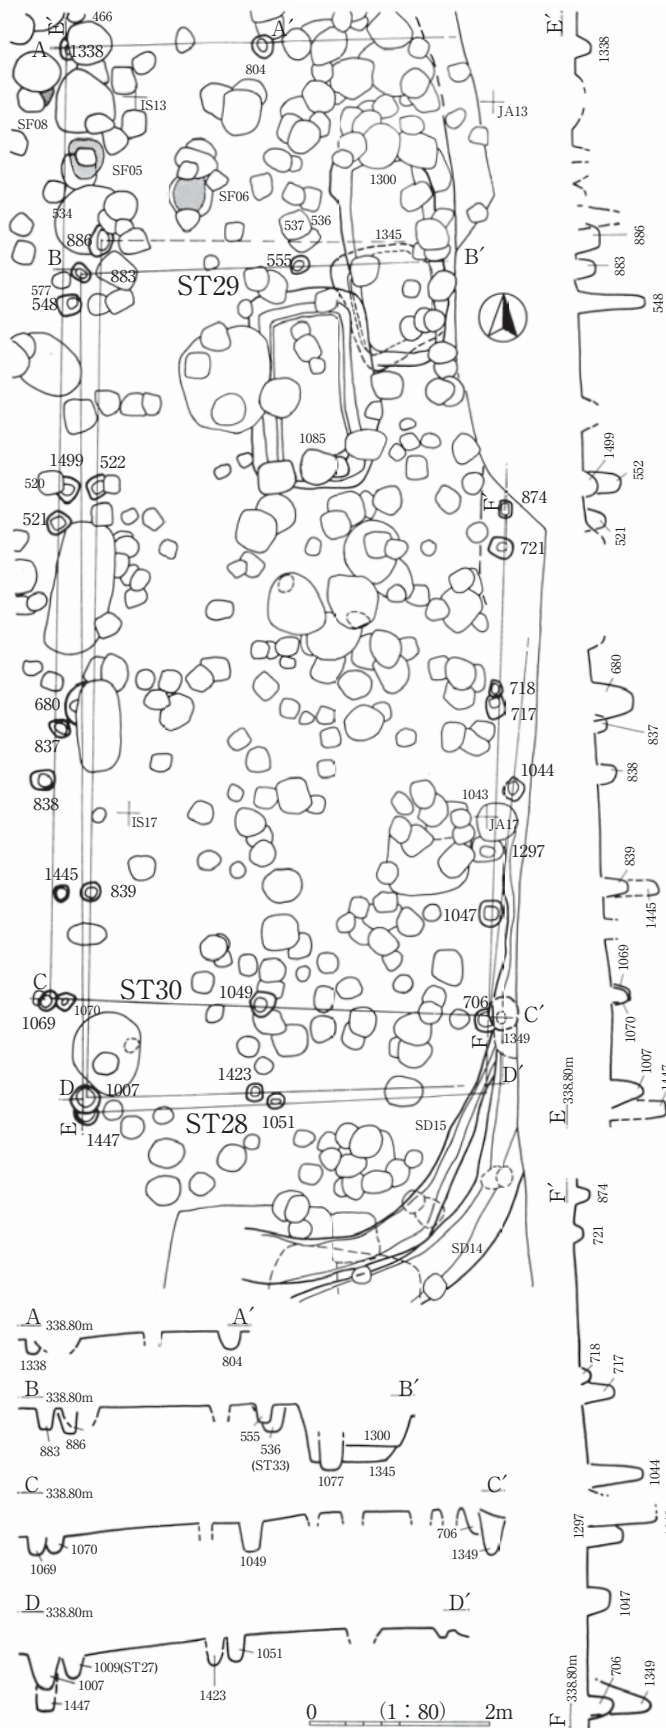 E′ 466
A 1338 A′ E′
804 1338
SF08 IS13 JA13
SF05
1300
SF06
534 537 536
886 1345 886
B 883 555 B′ 883
577 ST29
548 548
1085
1499 522 1499
520 552
521 F′ 874 521
721
680 718 680
837 717 837
838 1044 838
1043
IS17 JA17
1297 839
1445 839 1047 1445
1069
C ST30 1049 706 C′
1069 1070 F 1349 1070
D 1007 1423 D′ 1007
1447
E 1447 ST28 1051 E 338.80m
SD15
F′ 874
SD14 721
A 338.80m A′
1338 804
718 717
B 338.80m B′
883 886 555 1300
536 1345
(ST33) 1077
1044
C 338.80m C′
1297
1069 1070 1049 706 1349
1047
D 338.80m D′
1009(ST27) 1051 706 1349
1007 1423
1447 F 338.80m
0 (1:80) 2m